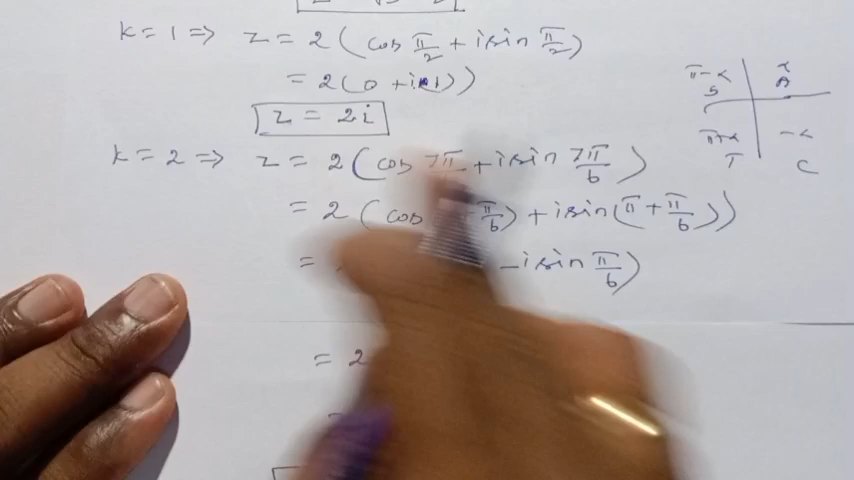 k = 1 ⇒ z = 2 ( cos π/2 + i sin π/2 )
= 2 ( 0 + i(1) )
z = 2i
k = 2 ⇒ z = 2 ( cos 7π + i sin 7π/6 )
= 2 ( cos π/6 ) + i sin ( π + π/6 ) )
= – i sin π/6 )
= 2
π – α
S
α
A
π + α
T
– α
C